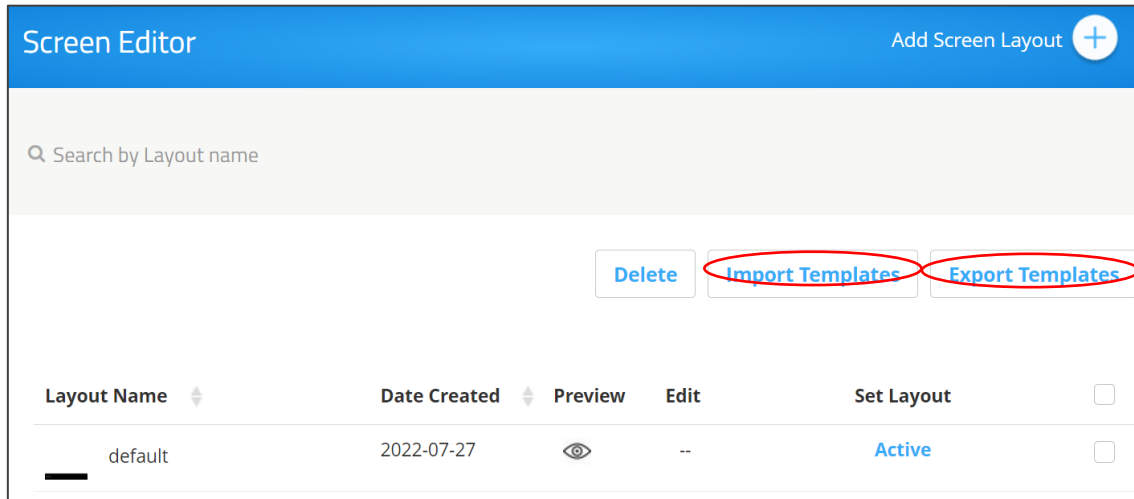 Screen Editor Add Screen Layout
Search by Layout name
Delete Import Templates Export Templates
Layout Name Date Created Preview Edit Set Layout
default 2022-07-27 -- Active